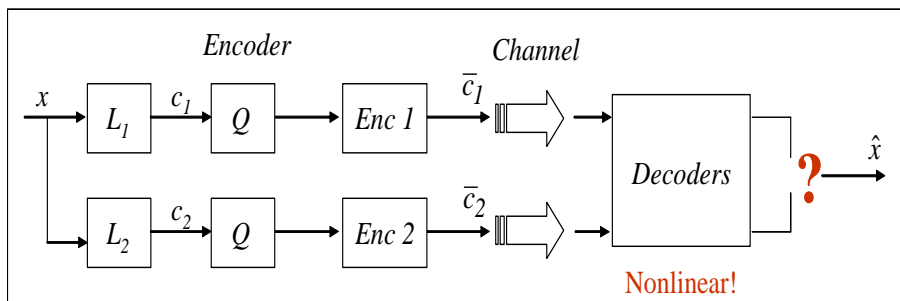 Encoder
Channel
x
L₁
c₁
Q
Enc 1
c̅₁
Decoders
?
x̂
L₂
c₂
Q
Enc 2
c̅₂
Nonlinear!